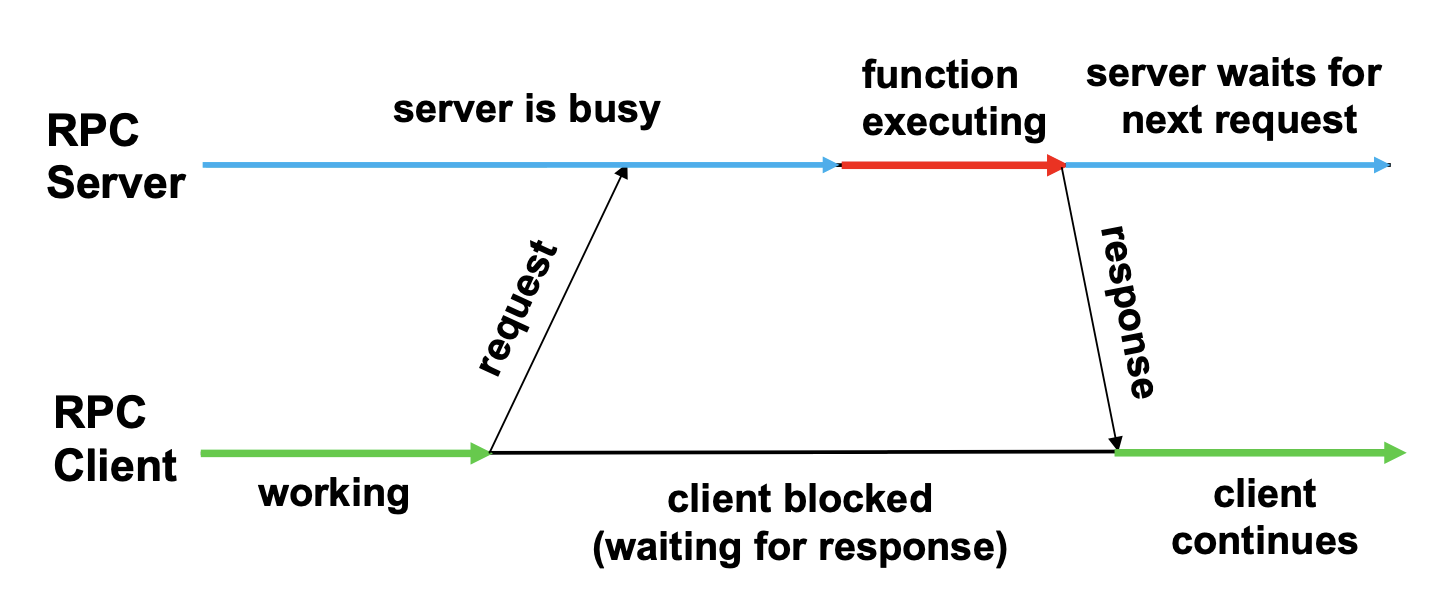 RPC
Server
server is busy
function
executing
server waits for
next request
request
response
RPC
Client
working
client blocked
(waiting for response)
client
continues